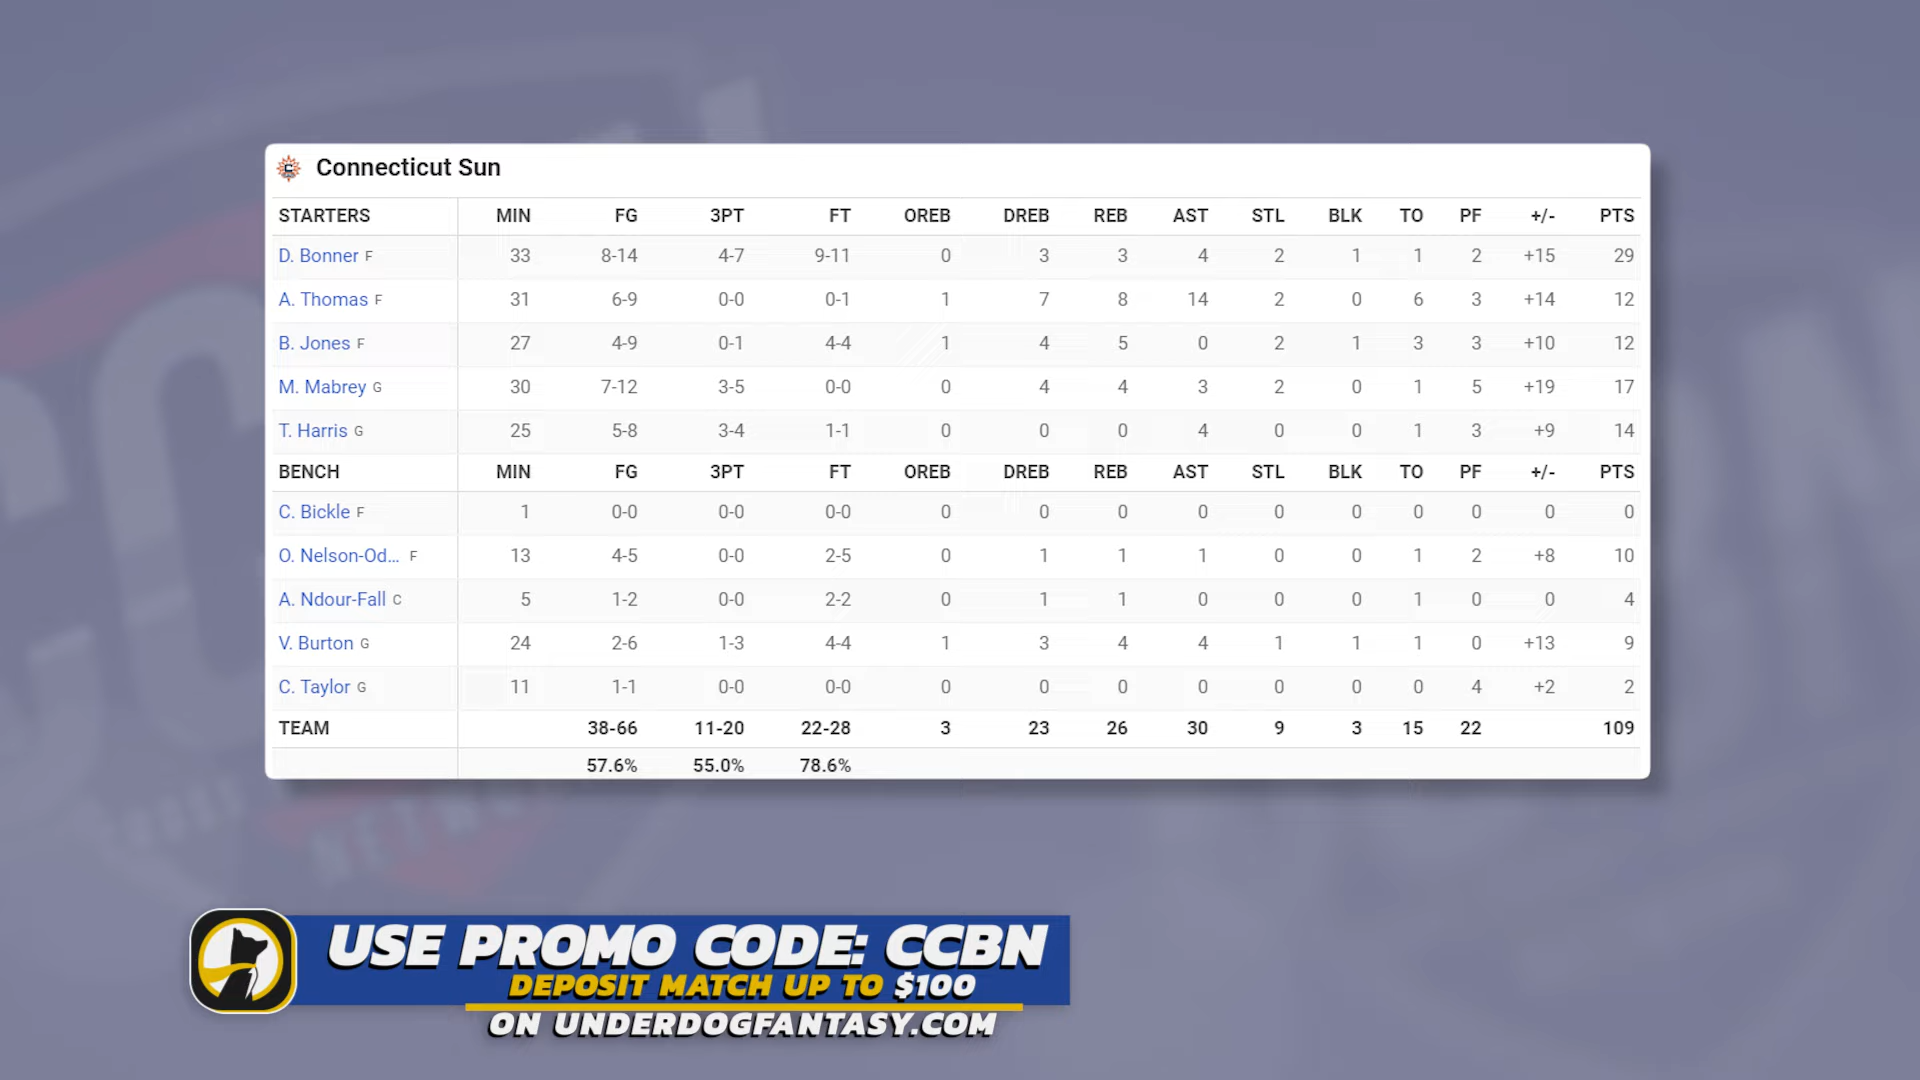 Connecticut Sun
STARTERS MIN FG 3PT FT OREB DREB REB AST STL BLK TO PF +/- PTS
D. Bonner F 33 8-14 4-7 9-11 0 3 3 4 2 1 1 2 +15 29
A. Thomas F 31 6-9 0-0 0-1 1 7 8 14 2 0 6 3 +14 12
B. Jones F 27 4-9 0-1 4-4 1 4 5 0 2 1 3 3 +10 12
M. Mabrey G 30 7-12 3-5 0-0 0 4 4 3 2 0 1 5 +19 17
T. Harris G 25 5-8 3-4 1-1 0 0 0 4 0 0 1 3 +9 14
BENCH MIN FG 3PT FT OREB DREB REB AST STL BLK TO PF +/- PTS
C. Bickle F 1 0-0 0-0 0-0 0 0 0 0 0 0 0 0 0 0
O. Nelson-Od... F 13 4-5 0-0 2-5 0 1 1 1 0 0 1 2 +8 10
A. Ndour-Fall C 5 1-2 0-0 2-2 0 1 1 0 0 0 1 0 0 4
V. Burton G 24 2-6 1-3 4-4 1 3 4 4 1 1 1 0 +13 9
C. Taylor G 11 1-1 0-0 0-0 0 0 0 0 0 0 0 4 +2 2
TEAM 38-66 11-20 22-28 3 23 26 30 9 3 15 22 109
57.6% 55.0% 78.6%
NETWORK
USE PROMO CODE: CCBN
DEPOSIT MATCH UP TO $100
ON UNDERDOGFANTASY.COM